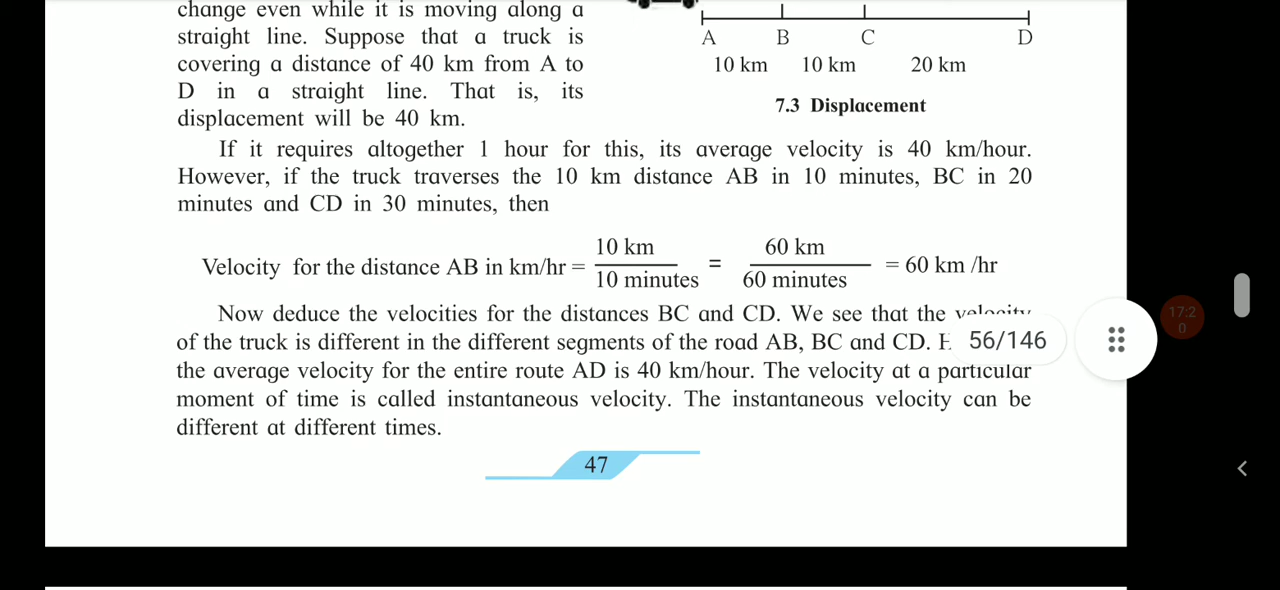 change even while it is moving along a
straight line. Suppose that a truck is
covering a distance of 40 km from A to
D in a straight line. That is, its
displacement will be 40 km.
A B C D
10 km 10 km 20 km
7.3 Displacement
If it requires altogether 1 hour for this, its average velocity is 40 km/hour.
However, if the truck traverses the 10 km distance AB in 10 minutes, BC in 20
minutes and CD in 30 minutes, then
Velocity for the distance AB in km/hr = 10 km / 10 minutes = 60 km / 60 minutes = 60 km /hr
Now deduce the velocities for the distances BC and CD. We see that the velocity
of the truck is different in the different segments of the road AB, BC and CD.
the average velocity for the entire route AD is 40 km/hour. The velocity at a particular
moment of time is called instantaneous velocity. The instantaneous velocity can be
different at different times.
47
56/146
17:2
0